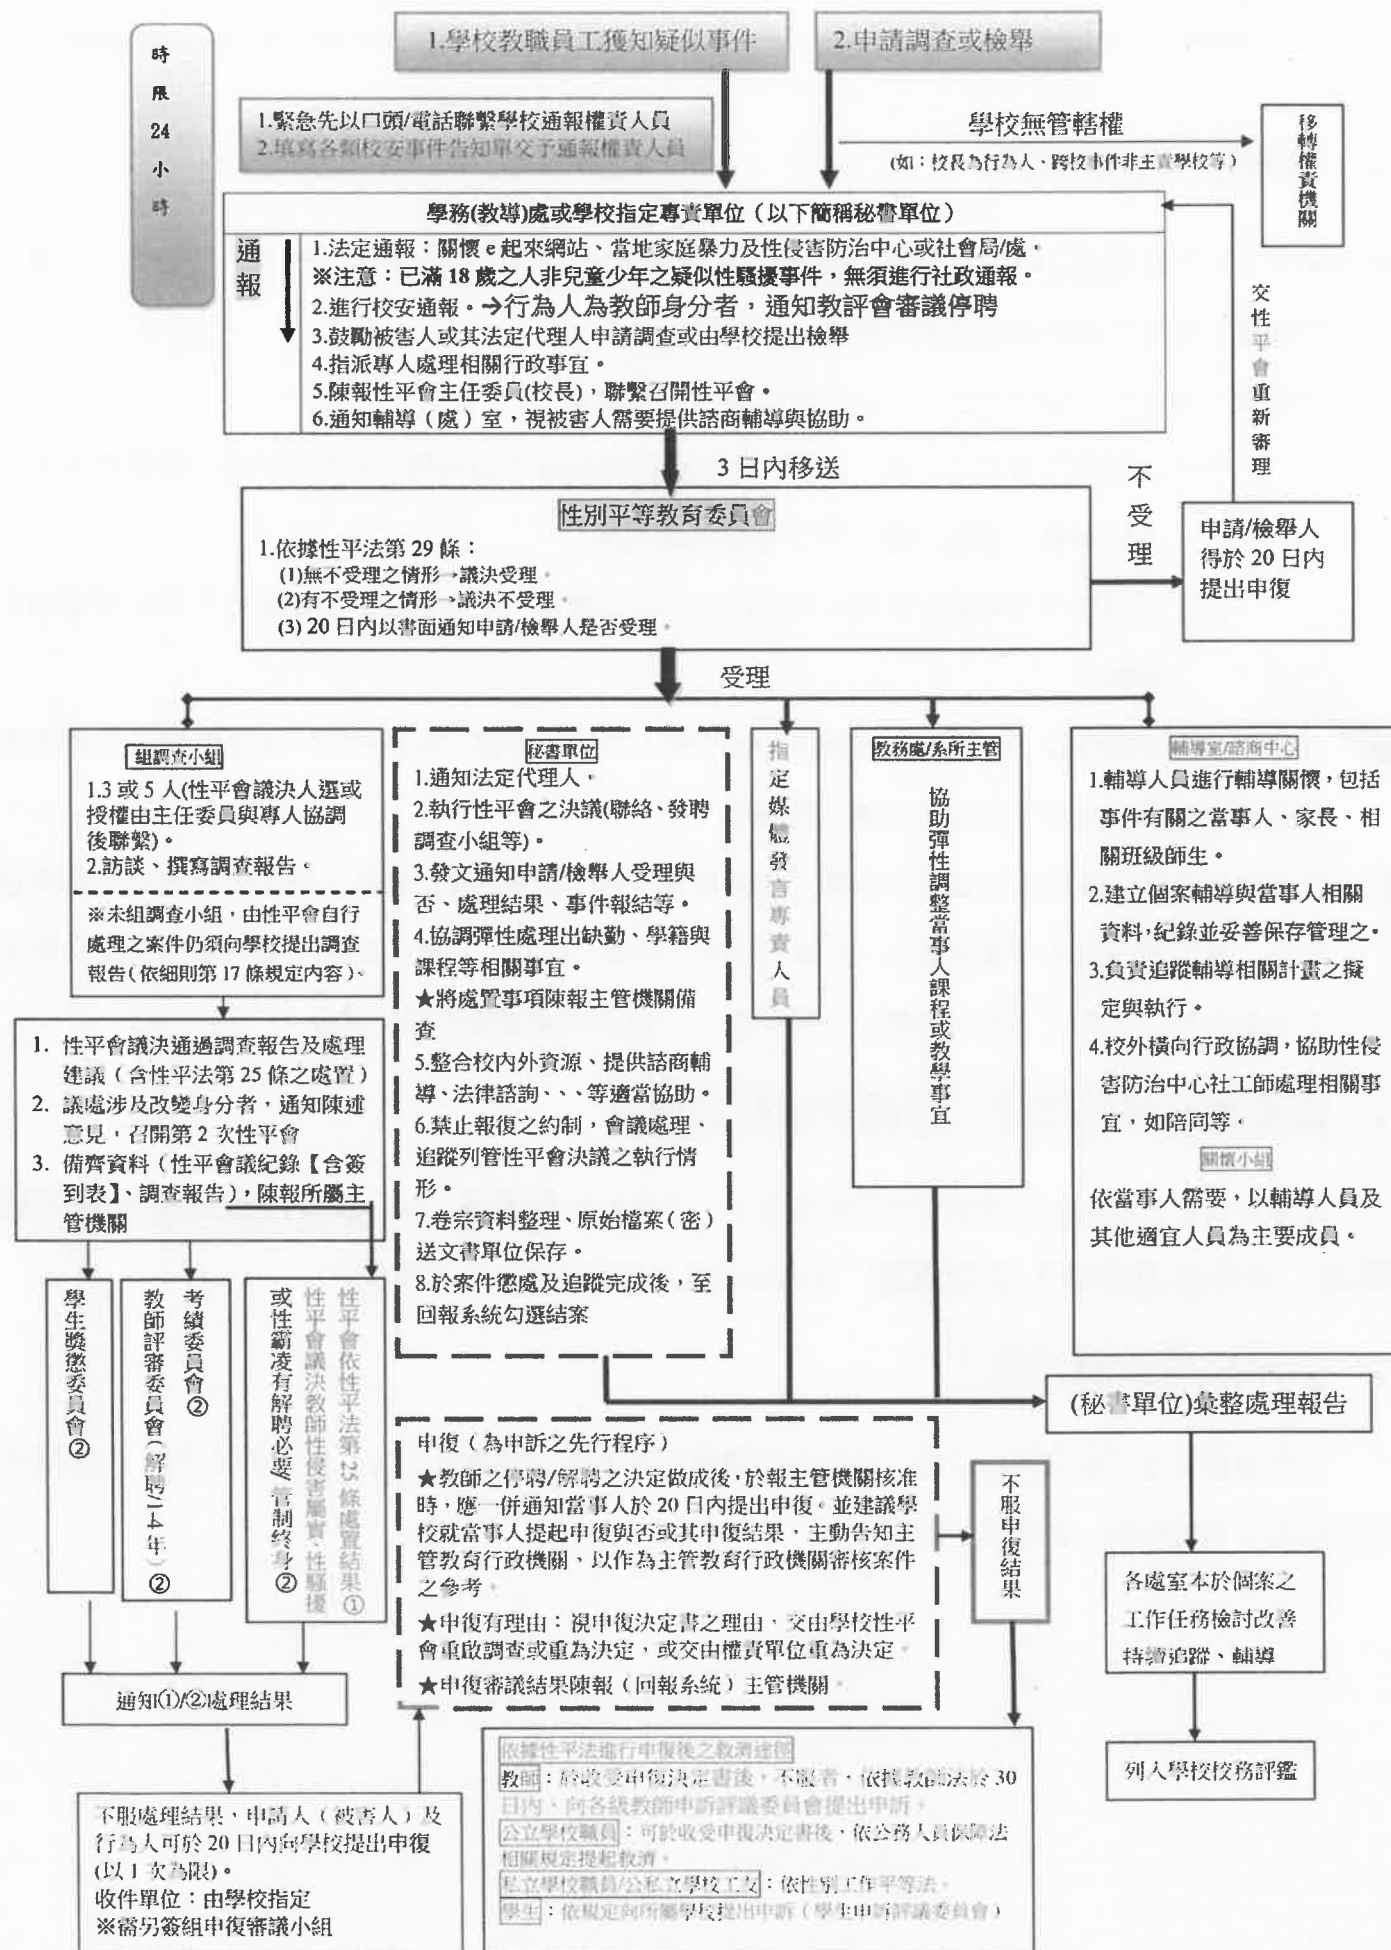 時
限
24
小
時
1.學校教職員工獲知疑似事件
2.申請調查或檢舉
1.緊急先以口頭/電話聯繫學校通報權責人員
2.填寫各類校安事件告知單交予通報權責人員
學校無管轄權
(如：校長為行為人、跨校事件非主責學校等)
移轉權責機關
學務(教導)處或學校指定專責單位（以下簡稱秘書單位）
通報
1.法定通報：關懷 e 起來網站、當地家庭暴力及性侵害防治中心或社會局/處。
※注意：已滿 18 歲之人非兒童少年之疑似性騷擾事件，無須進行社政通報。
2.進行校安通報。→行為人為教師身分者，通知教評會審議停聘
3.鼓勵被害人或其法定代理人申請調查或由學校提出檢舉
4.指派專人處理相關行政事宜。
5.陳報性平會主任委員(校長)，聯繫召開性平會。
6.通知輔導（處）室，視被害人需要提供諮商輔導與協助。
交性平會重新審理
3 日內移送
性別平等教育委員會
1.依據性平法第 29 條：
(1)無不受理之情形→議決受理。
(2)有不受理之情形→議決不受理。
(3) 20 日內以書面通知申請/檢舉人是否受理。
不受理
申請/檢舉人
得於 20 日內
提出申復
受理
組調查小組
1.3 或 5 人(性平會議決人選或
授權由主任委員與專人協調
後聯繫)。
2.訪談、撰寫調查報告。
※未組調查小組，由性平會自行
處理之案件仍須向學校提出調查
報告(依細則第 17 條規定內容)。
秘書單位
1.通知法定代理人。
2.執行性平會之決議(聯絡、發聘
調查小組等)。
3.發文通知申請/檢舉人受理與
否、處理結果、事件報結等。
4.協調彈性處理出缺勤、學籍與
課程等相關事宜。
★將處置事項陳報主管機關備
查
5.整合校內外資源、提供諮商輔
導、法律諮詢、、、等適當協助。
6.禁止報復之約制，會議處理、
追蹤列管性平會決議之執行情
形。
7.卷宗資料整理、原始檔案(密)
送文書單位保存。
8.於案件懲處及追蹤完成後，至
回報系統勾選結案
指定媒體發言專責人員
教務處/系所主管
協助彈性調整當事人課程或教學事宜
輔導室/諮商中心
1.輔導人員進行輔導關懷，包括
事件有關之當事人、家長、相
關班級師生。
2.建立個案輔導與當事人相關
資料,紀錄並妥善保存管理之。
3.負責追蹤輔導相關計畫之擬
定與執行。
4.校外橫向行政協調，協助性侵
害防治中心社工師處理相關事
宜，如陪同等。
關懷小組
依當事人需要，以輔導人員及
其他適宜人員為主要成員。
1. 性平會議決通過調查報告及處理
建議（含性平法第 25 條之處置）
2. 議處涉及改變身分者，通知陳述
意見，召開第 2 次性平會
3. 備齊資料（性平會議紀錄【含簽
到表】、調查報告），陳報所屬主
管機關
學生獎懲委員會②
考績委員會②
教師評審委員會(解聘/1-4 年)②
性平會依性平法第 25 條處置結果①
性平會議決教師性侵害屬實、性騷擾
或性霸凌有解聘必要/管制終身②
(秘書單位)彙整處理報告
申復（為申訴之先行程序）
★教師之停聘/解聘之決定做成後，於報主管機關核准
時，應一併通知當事人於 20 日內提出申復。並建議學
校就當事人提起申復與否或其申復結果，主動告知主
管教育行政機關，以作為主管教育行政機關審核案件
之參考。
★申復有理由：視申復決定書之理由，交由學校性平
會重啟調查或重為決定，或交由權責單位重為決定。
★申復審議結果陳報（回報系統）主管機關。
不服申復結果
各處室本於個案之
工作任務檢討改善
持續追蹤、輔導
列入學校校務評鑑
通知①/②處理結果
不服處理結果，申請人（被害人）及
行為人可於 20 日內向學校提出申復
(以 1 次為限)。
收件單位：由學校指定
※需另簽組申復審議小組
依據性平法進行申復後之救濟途徑
教師：於收受申復決定書後，不服者，依據教師法於 30
日內，向各級教師申訴評議委員會提出申訴。
公立學校職員：可於收受申復決定書後，依公務人員保障法
相關規定提起救濟。
私立學校職員/公私立學校工友：依性別工作平等法。
學生：依規定向所屬學校提出申訴（學生申訴評議委員會）